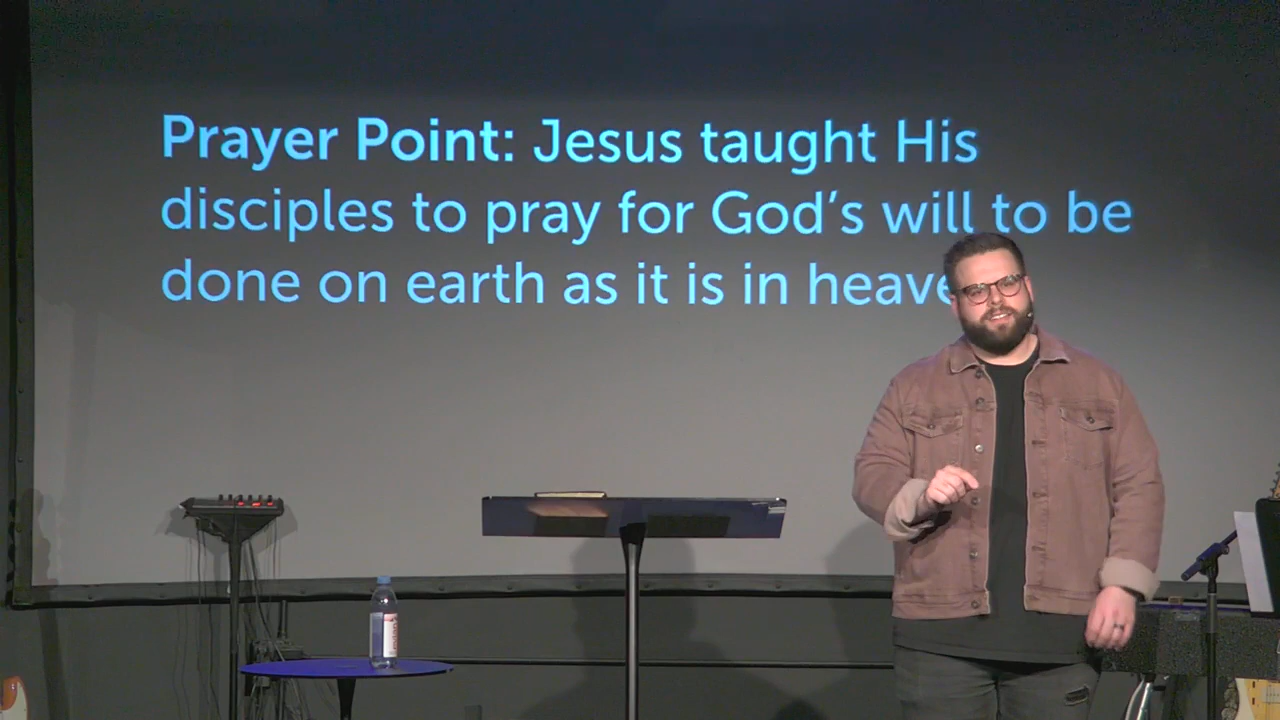 Prayer Point: Jesus taught His
disciples to pray for God's will to be
done on earth as it is in heave